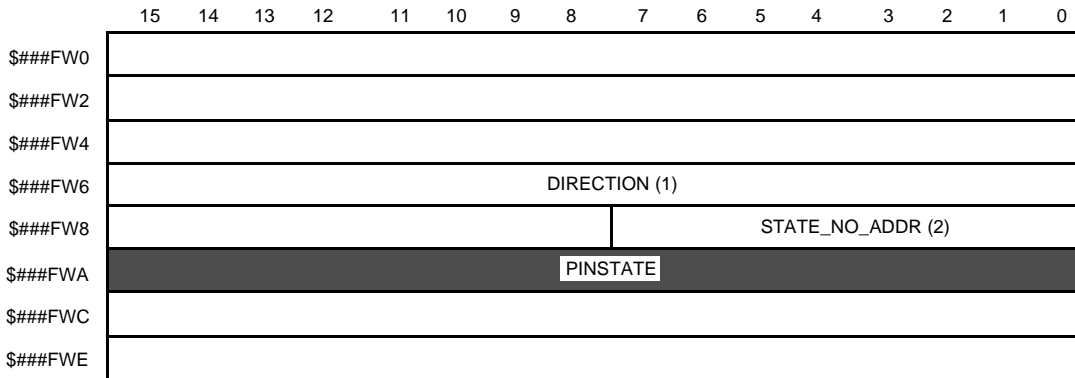 15 14 13 12 11 10 9 8 7 6 5 4 3 2 1 0
$###FW0
$###FW2
$###FW4
$###FW6 DIRECTION (1)
$###FW8 STATE_NO_ADDR (2)
$###FWA PINSTATE
$###FWC
$###FWE